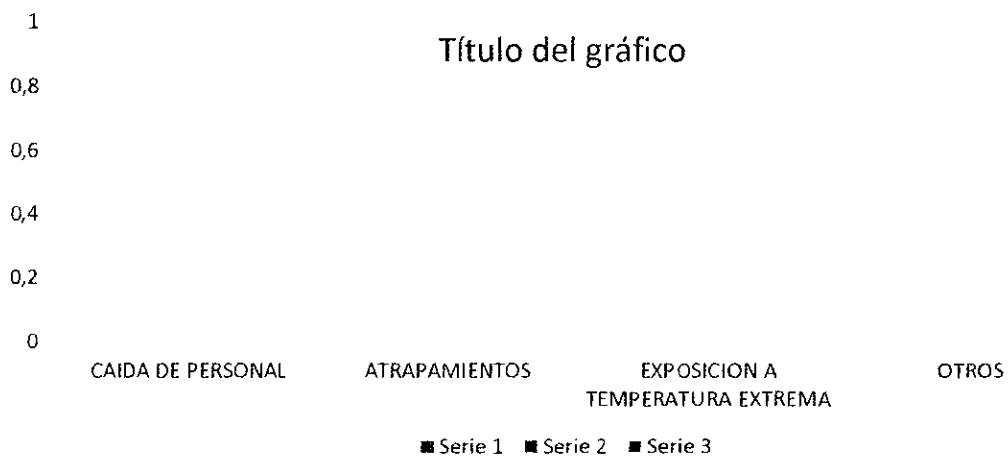 Título del gráfico
1
0,8
0,6
0,4
0,2
0
CAIDA DE PERSONAL
ATRAPAMIENTOS
EXPOSICION A
TEMPERATURA EXTREMA
OTROS
Serie 1 Serie 2 Serie 3